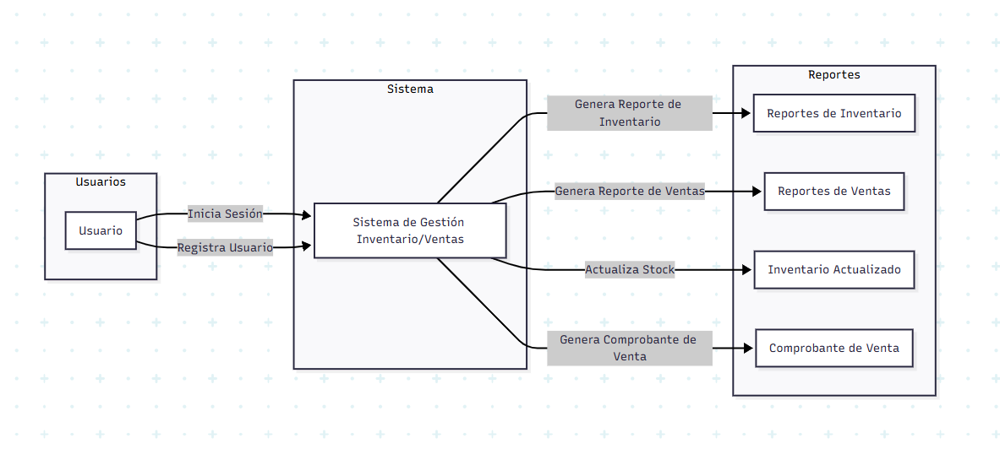 Usuarios
Usuario
Inicia Sesión
Registra Usuario
Sistema
Sistema de Gestión
Inventario/Ventas
Genera Reporte de
Inventario
Genera Reporte de Ventas
Actualiza Stock
Genera Comprobante de
Venta
Reportes
Reportes de Inventario
Reportes de Ventas
Inventario Actualizado
Comprobante de Venta